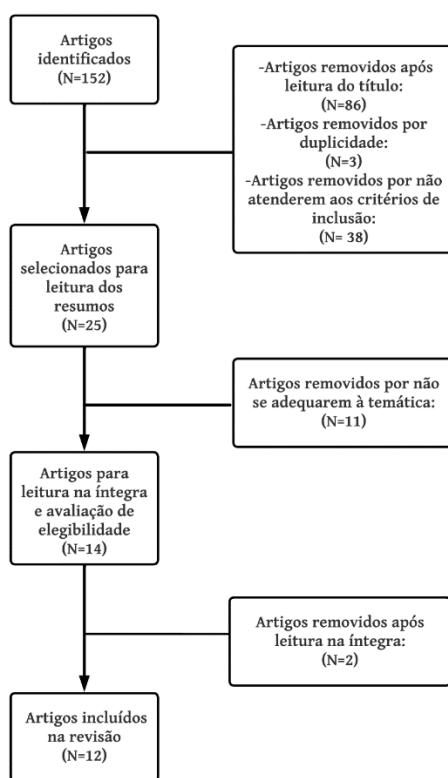 Artigos
identificados
(N=152)
-Artigos removidos após
leitura do título:
(N=86)
-Artigos removidos por
duplicidade:
(N=3)
-Artigos removidos por não
atenderem aos critérios de
inclusão:
(N= 38)
Artigos
selecionados para
leitura dos
resumos
(N=25)
Artigos removidos por não
se adequarem à temática:
(N=11)
Artigos para
leitura na íntegra
e avaliação de
elegibilidade
(N=14)
Artigos removidos após
leitura na íntegra:
(N=2)
Artigos incluídos
na revisão
(N=12)